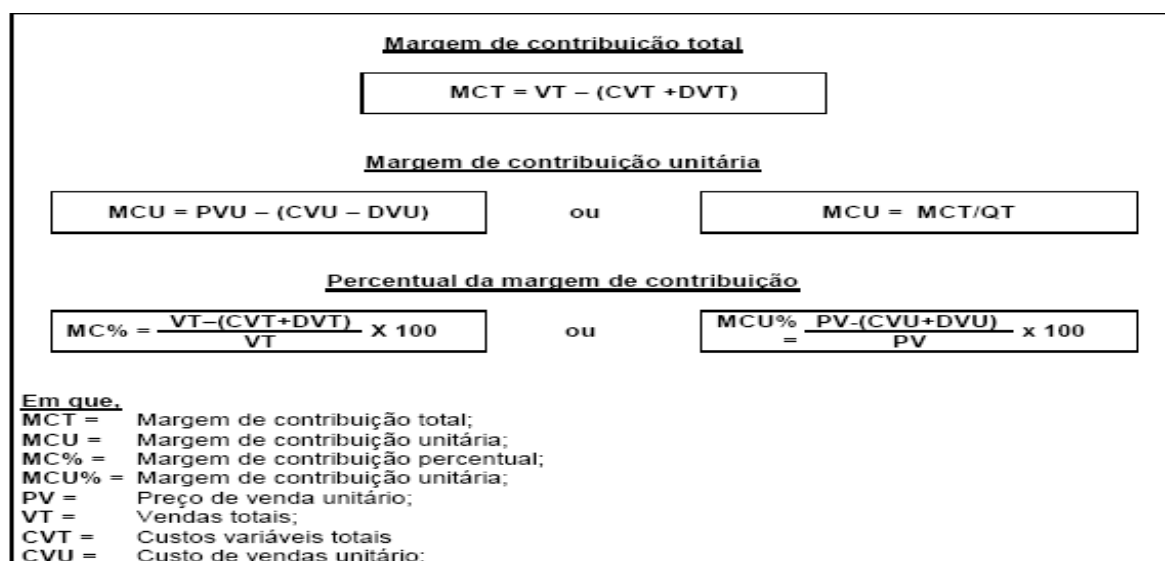 Margem de contribuição total
MCT = VT – (CVT +DVT)
Margem de contribuição unitária
MCU = PVU – (CVU – DVU) ou MCU = MCT/QT
Percentual da margem de contribuição
MC% = VT–(CVT+DVT) / VT X 100 ou MCU% = PV-(CVU+DVU) / PV x 100
Em que,
MCT = Margem de contribuição total;
MCU = Margem de contribuição unitária;
MC% = Margem de contribuição percentual;
MCU% = Margem de contribuição unitária;
PV = Preço de venda unitário;
VT = Vendas totais;
CVT = Custos variáveis totais
CVU = Custo de vendas unitário;